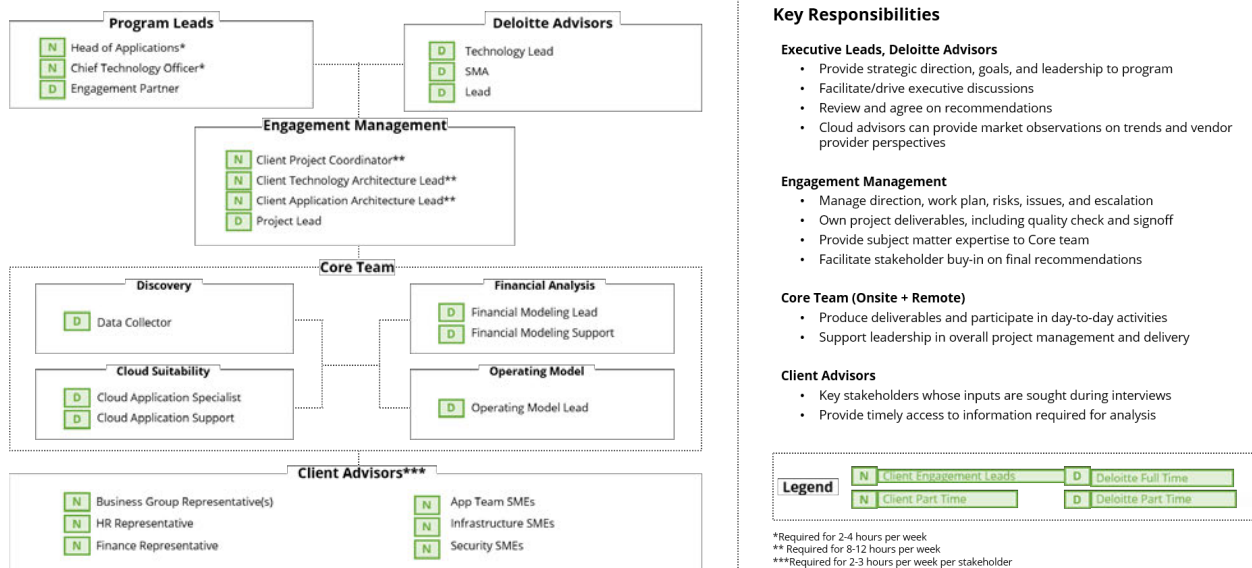 Program Leads
N Head of Applications*
N Chief Technology Officer*
D Engagement Partner
Deloitte Advisors
D Technology Lead
D SMA
D Lead
Engagement Management
N Client Project Coordinator**
N Client Technology Architecture Lead**
N Client Application Architecture Lead**
D Project Lead
Core Team
Discovery
D Data Collector
Financial Analysis
D Financial Modeling Lead
D Financial Modeling Support
Cloud Suitability
D Cloud Application Specialist
D Cloud Application Support
Operating Model
D Operating Model Lead
Client Advisors***
N Business Group Representative(s)
N HR Representative
N Finance Representative
N App Team SMEs
N Infrastructure SMEs
N Security SMEs
Key Responsibilities
Executive Leads, Deloitte Advisors
• Provide strategic direction, goals, and leadership to program
• Facilitate/drive executive discussions
• Review and agree on recommendations
• Cloud advisors can provide market observations on trends and vendor
provider perspectives
Engagement Management
• Manage direction, work plan, risks, issues, and escalation
• Own project deliverables, including quality check and signoff
• Provide subject matter expertise to Core team
• Facilitate stakeholder buy-in on final recommendations
Core Team (Onsite + Remote)
• Produce deliverables and participate in day-to-day activities
• Support leadership in overall project management and delivery
Client Advisors
• Key stakeholders whose inputs are sought during interviews
• Provide timely access to information required for analysis
Legend
N Client Engagement Leads
D Deloitte Full Time
N Client Part Time
D Deloitte Part Time
*Required for 2-4 hours per week
** Required for 8-12 hours per week
***Required for 2-3 hours per week per stakeholder